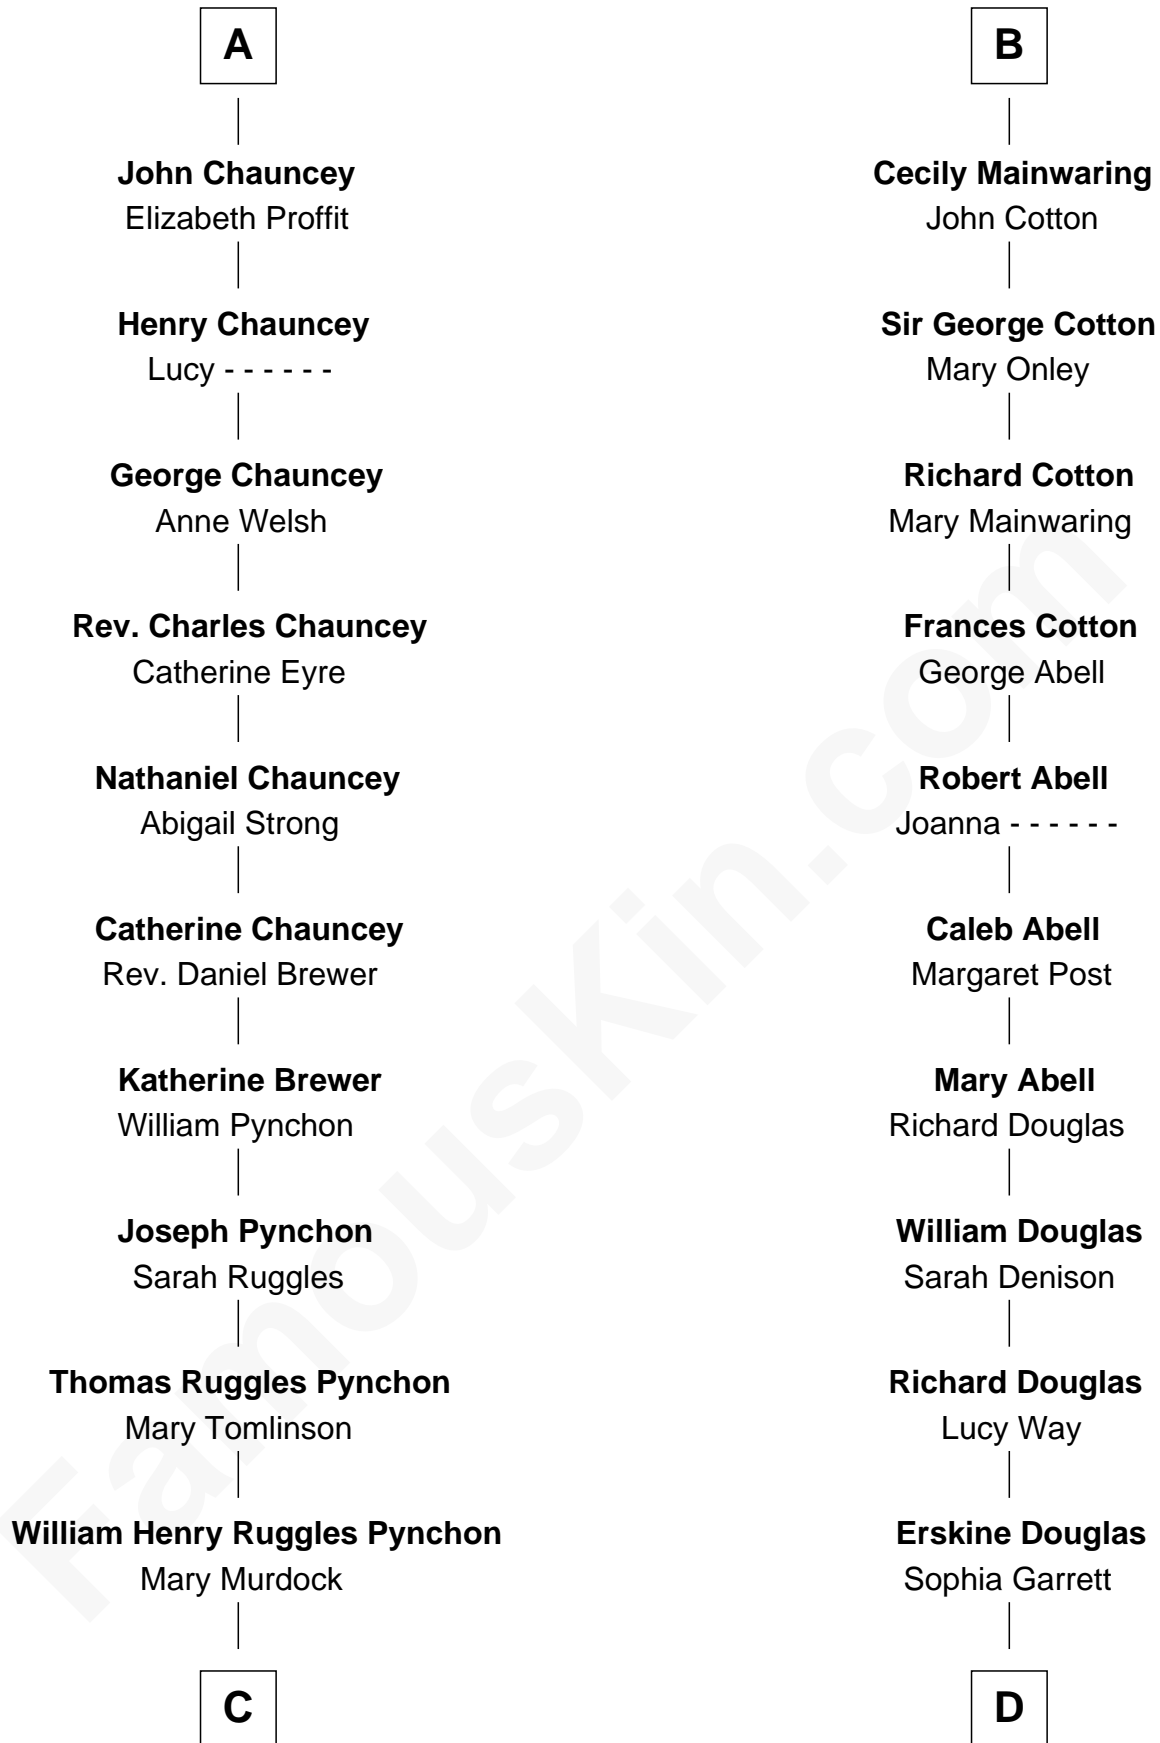 A
John Chauncey
Elizabeth Proffit
Henry Chauncey
Lucy - - - - - -
George Chauncey
Anne Welsh
Rev. Charles Chauncey
Catherine Eyre
Nathaniel Chauncey
Abigail Strong
Catherine Chauncey
Rev. Daniel Brewer
Katherine Brewer
William Pynchon
Joseph Pynchon
Sarah Ruggles
Thomas Ruggles Pynchon
Mary Tomlinson
William Henry Ruggles Pynchon
Mary Murdock
C
B
Cecily Mainwaring
John Cotton
Sir George Cotton
Mary Onley
Richard Cotton
Mary Mainwaring
Frances Cotton
George Abell
Robert Abell
Joanna - - - - - -
Caleb Abell
Margaret Post
Mary Abell
Richard Douglas
William Douglas
Sarah Denison
Richard Douglas
Lucy Way
Erskine Douglas
Sophia Garrett
D
FamousKin.com